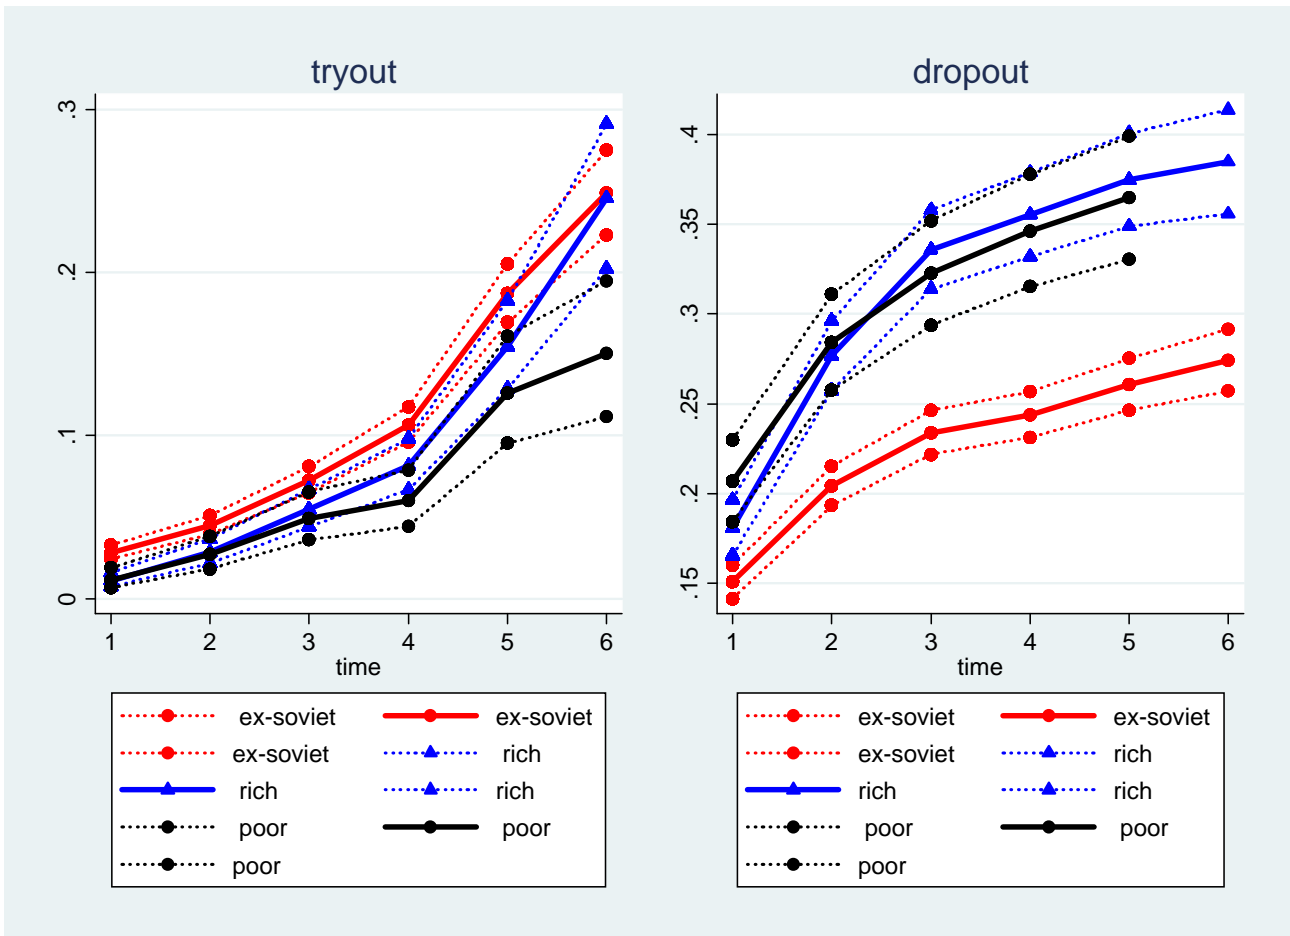 tryout
.3
.2
.1
0
1 2 3 4 5 6
time
ex-soviet ex-soviet
ex-soviet rich
rich rich
poor poor
poor
dropout
.4
.35
.3
.25
.2
.15
1 2 3 4 5 6
time
ex-soviet ex-soviet
ex-soviet rich
rich rich
poor poor
poor